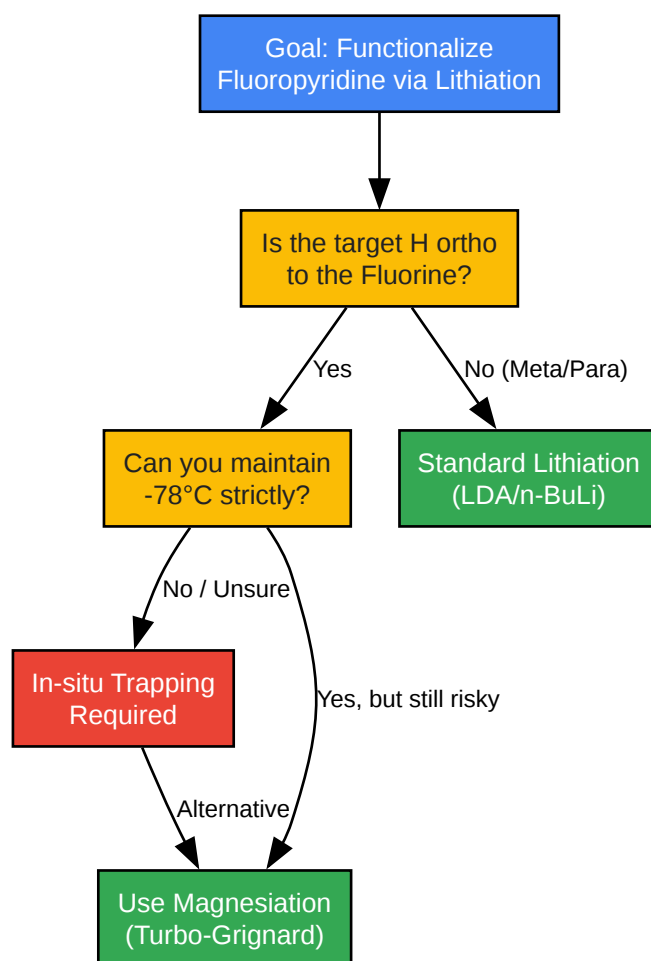 Goal: Functionalize
Fluoropyridine via Lithiation
Is the target H ortho
to the Fluorine?
Yes
No (Meta/Para)
Can you maintain
-78°C strictly?
Standard Lithiation
(LDA/n-BuLi)
No / Unsure
In-situ Trapping
Required
Yes, but still risky
Alternative
Use Magnesiation
(Turbo-Grignard)